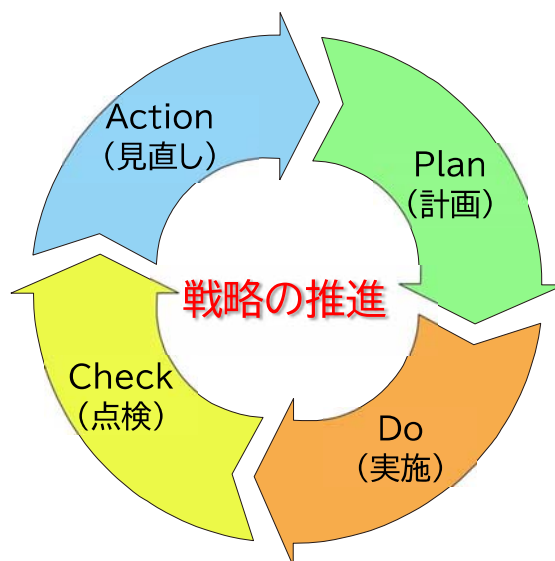 Action
（見直し）
Plan
（計画）
戦略の推進
Check
（点検）
Do
（実施）